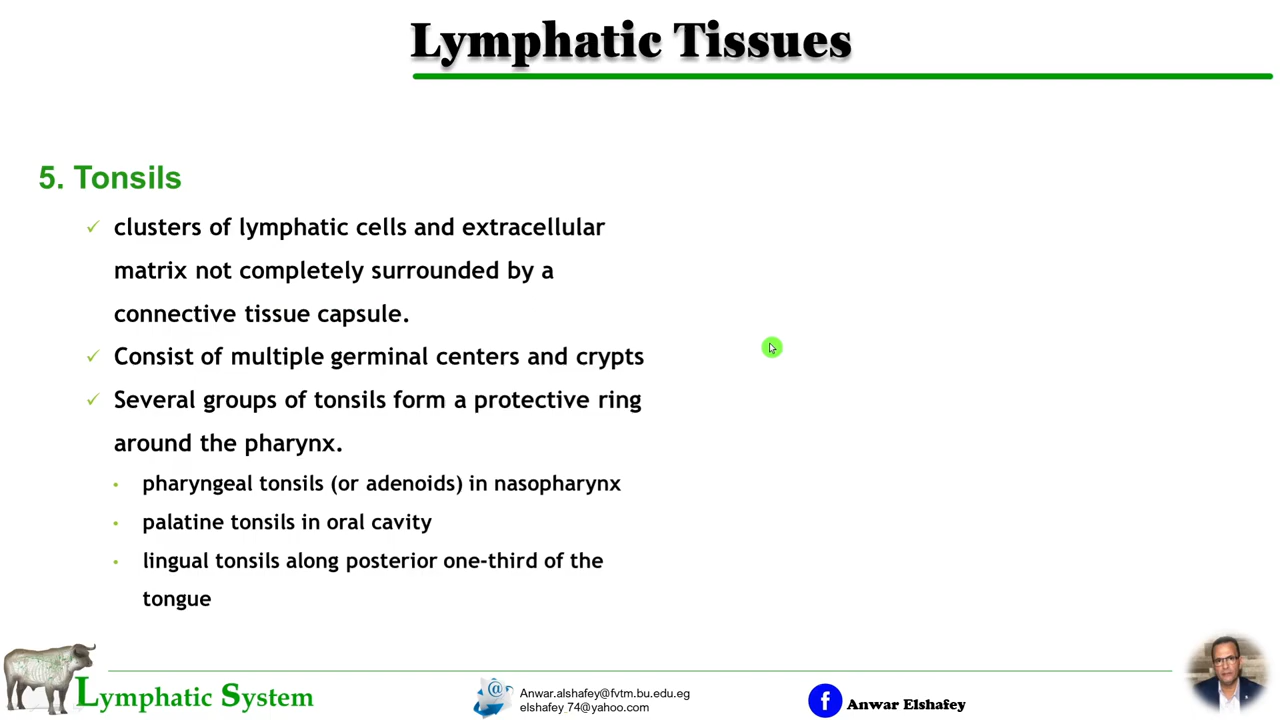 Lymphatic Tissues
5. Tonsils
✓ clusters of lymphatic cells and extracellular
matrix not completely surrounded by a
connective tissue capsule.
✓ Consist of multiple germinal centers and crypts
✓ Several groups of tonsils form a protective ring
around the pharynx.
• pharyngeal tonsils (or adenoids) in nasopharynx
• palatine tonsils in oral cavity
• lingual tonsils along posterior one-third of the
tongue
Lymphatic System
Anwar.alshafey@fvtm.bu.edu.eg
elshafey_74@yahoo.com
f Anwar Elshafey